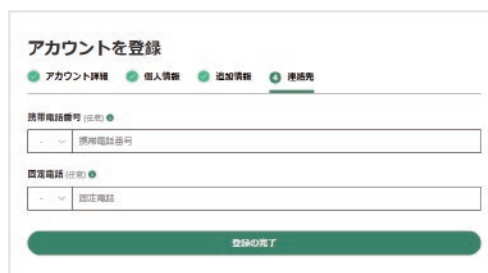 アカウントを登録
アカウント詳細 個人情報 追加情報 4 連絡先
携帯電話番号 (任意)
- 携帯電話番号
固定電話 (任意)
- 固定電話
登録の完了